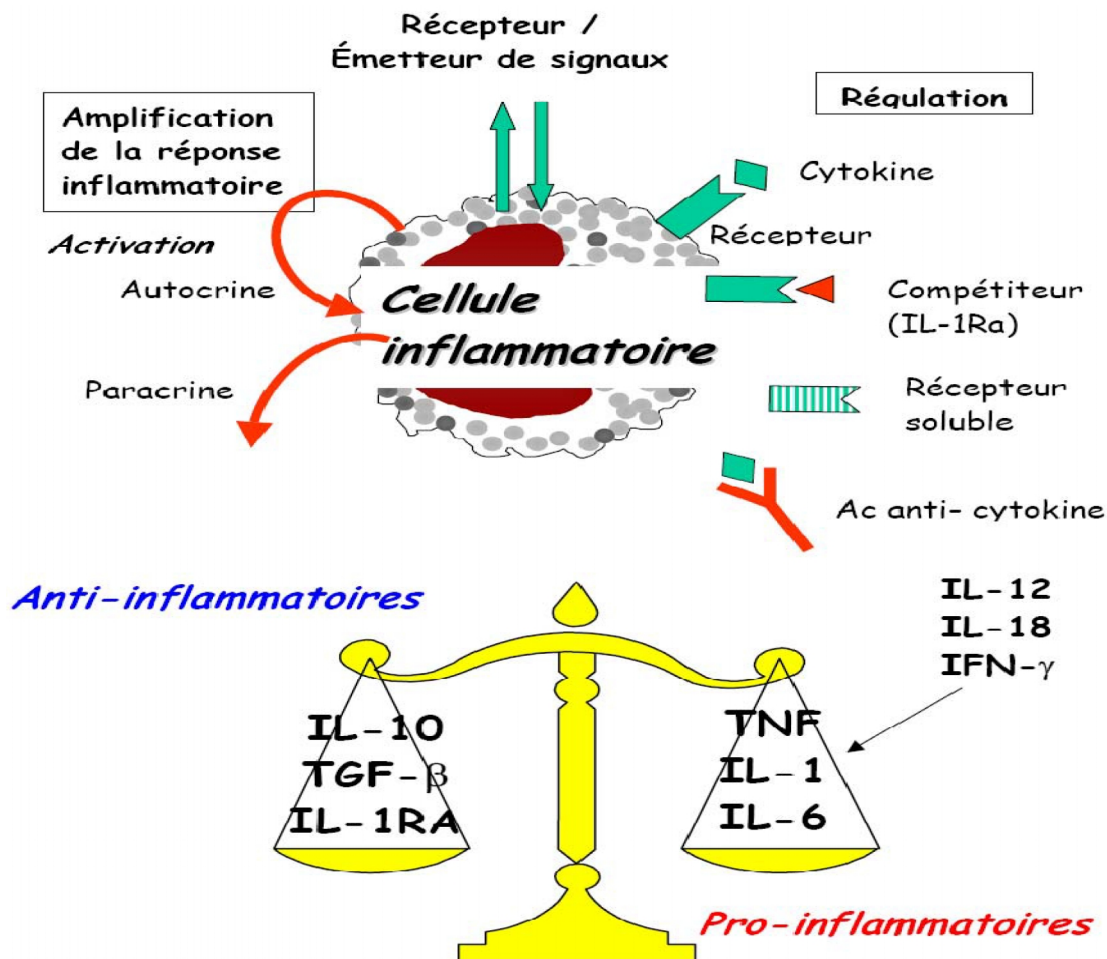 Récepteur /
Émetteur de signaux
Amplification
de la réponse
inflammatoire
Régulation
Activation
Autocrine
Paracrine
Cellule
inflammatoire
Cytokine
Récepteur
Compétiteur
(IL-1Ra)
Récepteur
soluble
Ac anti- cytokine
Anti-inflammatoires
IL-12
IL-18
IFN-γ
IL-10
TGF-β
IL-1RA
TNF
IL-1
IL-6
Pro-inflammatoires